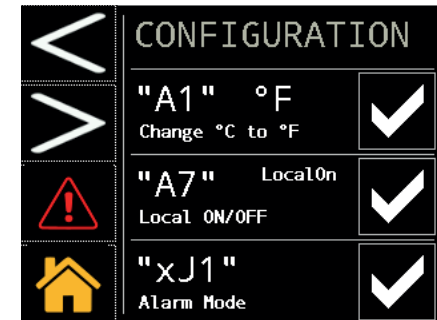 CONFIGURATION
"A1" °F
Change °C to °F
"A7" LocalOn
Local ON/OFF
"xJ1"
Alarm Mode